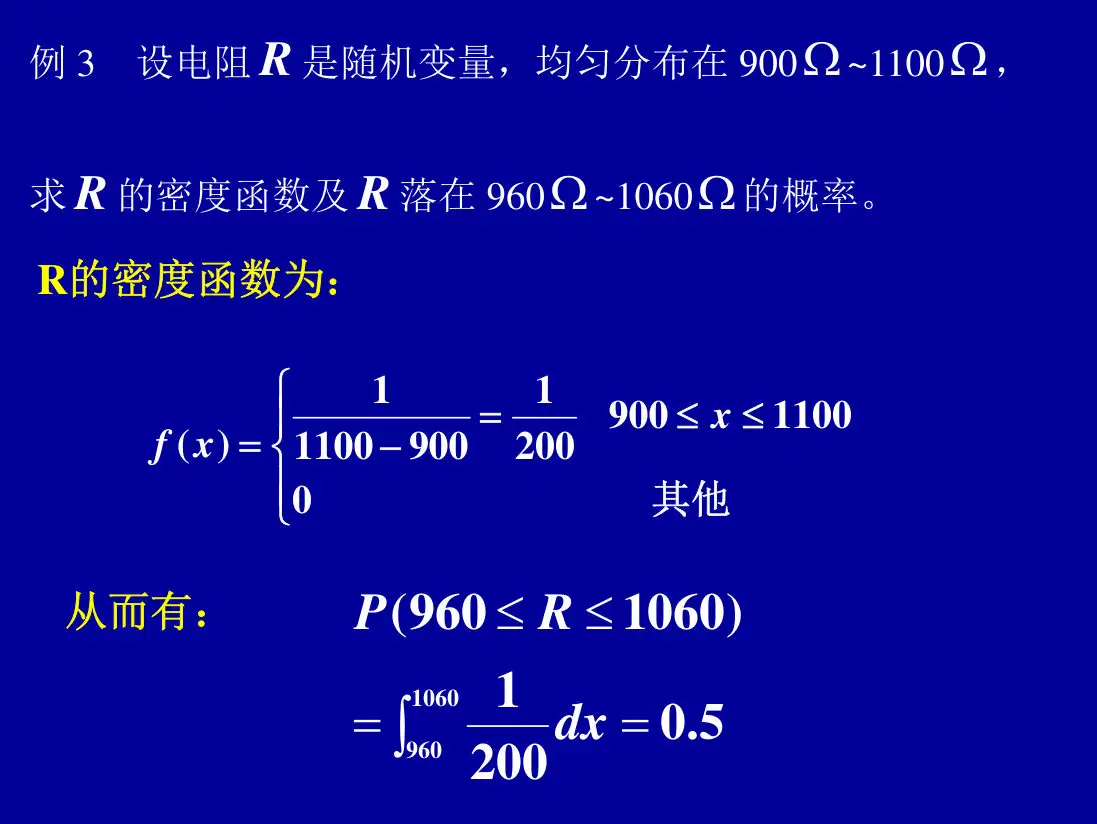 例 3 设电阻 R 是随机变量，均匀分布在 900Ω~1100Ω，
求 R 的密度函数及 R 落在 960Ω~1060Ω 的概率。
R的密度函数为：
f(x) = { 1/(1100 − 900) = 1/200  900 ≤ x ≤ 1100
0 其他
从而有： P(960 ≤ R ≤ 1060)
= ∫_960^1060 1/200 dx = 0.5